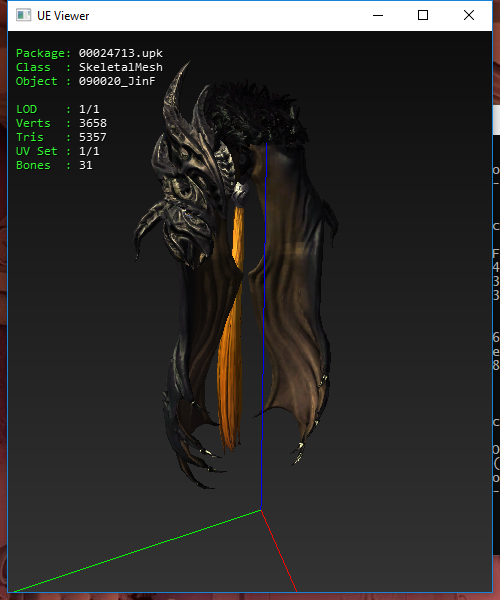 UE Viewer
Package: 00024713.upk
Class : SkeletalMesh
Object : 090020_JinF
LOD : 1/1
Verts : 3658
Tris : 5357
UV Set : 1/1
Bones : 31